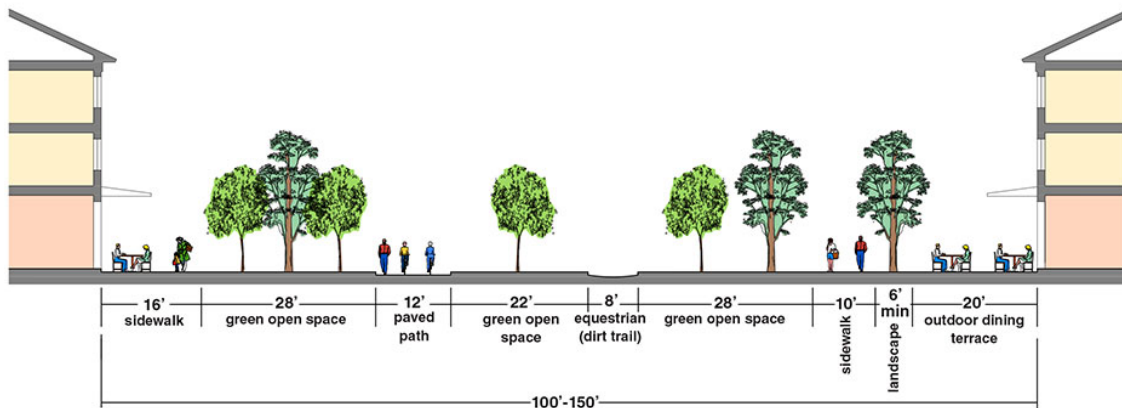 16’
sidewalk
28’
green open space
12’
paved
path
22’
green open
space
8’
equestrian
(dirt trail)
28’
green open space
10’
sidewalk
6’
min
landscape
20’
outdoor dining
terrace
100’-150’